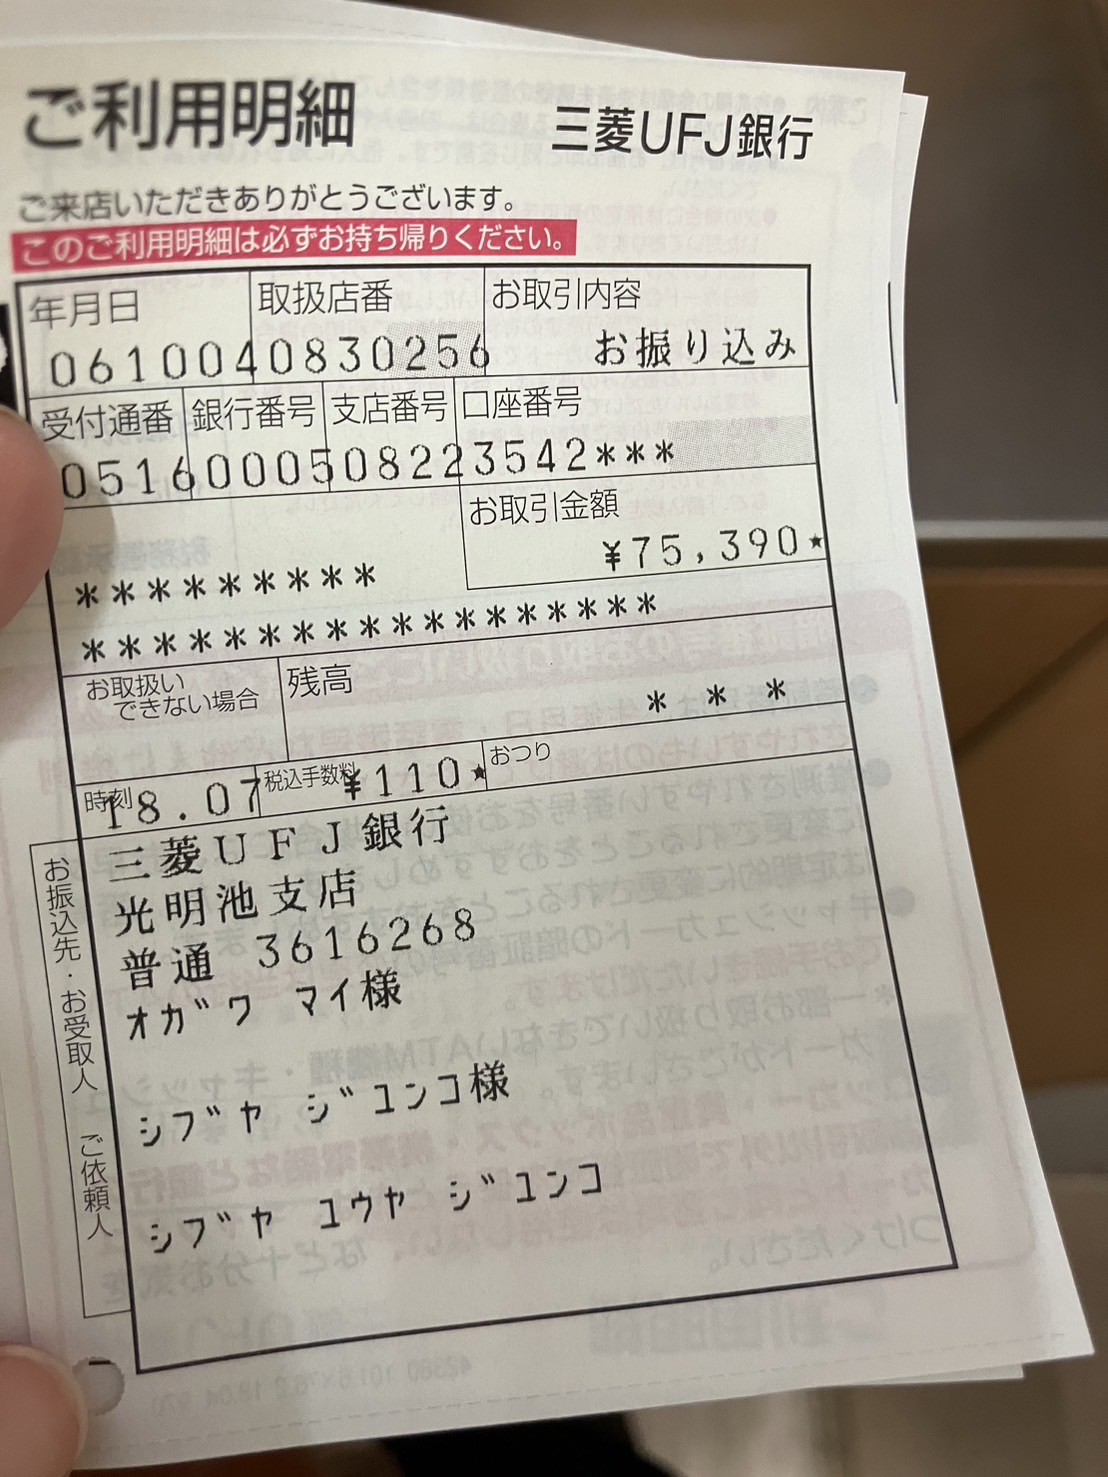 ご利用明細
三菱UFJ銀行
ご来店いただきありがとうございます。
このご利用明細は必ずお持ち帰りください。
年月日 取扱店番 お取引内容
061004083 0256 お振り込み
受付通番 銀行番号 支店番号 口座番号
0516 0005 0822 3542***
お取引金額
¥75,390★
*********
*****************
お取扱い
できない場合
残高
* * *
時刻 18.07 税込手数料 ¥110★ おつり
お振込先・お受取人 ご依頼人
三菱UFJ銀行
光明池支店
普通 3616268
オガワ マイ様
シブヤ ジユンコ様
シブヤ ユウヤ ジユンコ